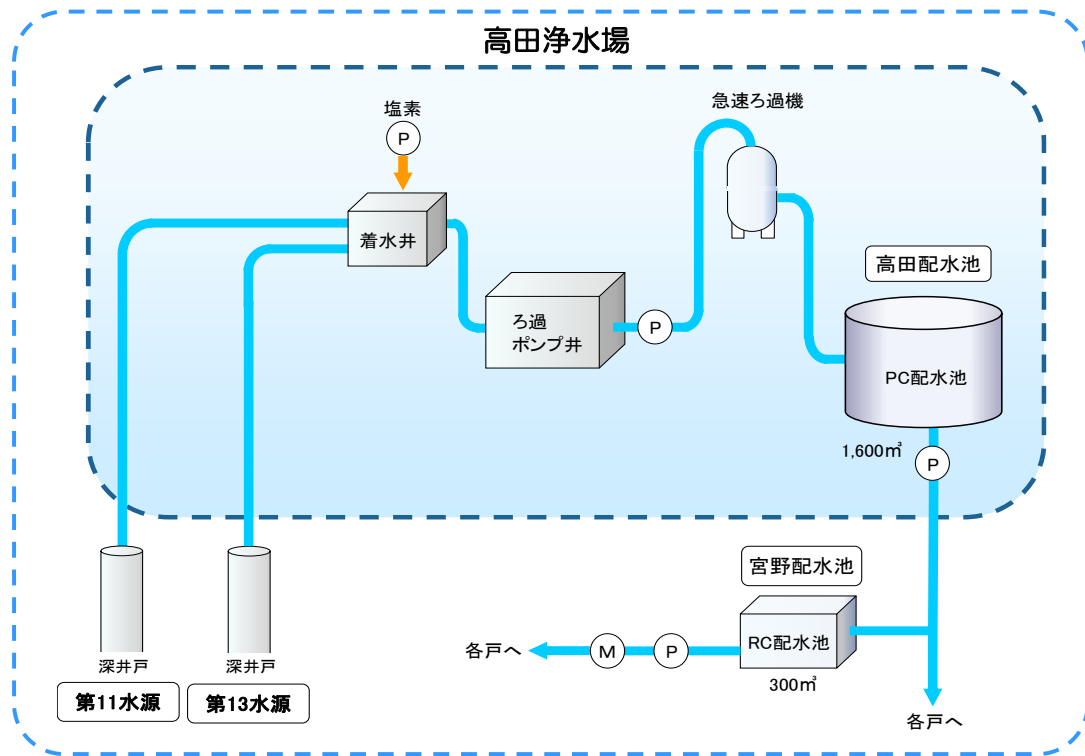 高田浄水場
塩素
P
急速ろ過機
着水井
高田配水池
ろ過
ポンプ井
P
PC配水池
1,600㎥
P
宮野配水池
各戸へ
M
P
RC配水池
300㎥
深井戸
深井戸
第11水源
第13水源
各戸へ